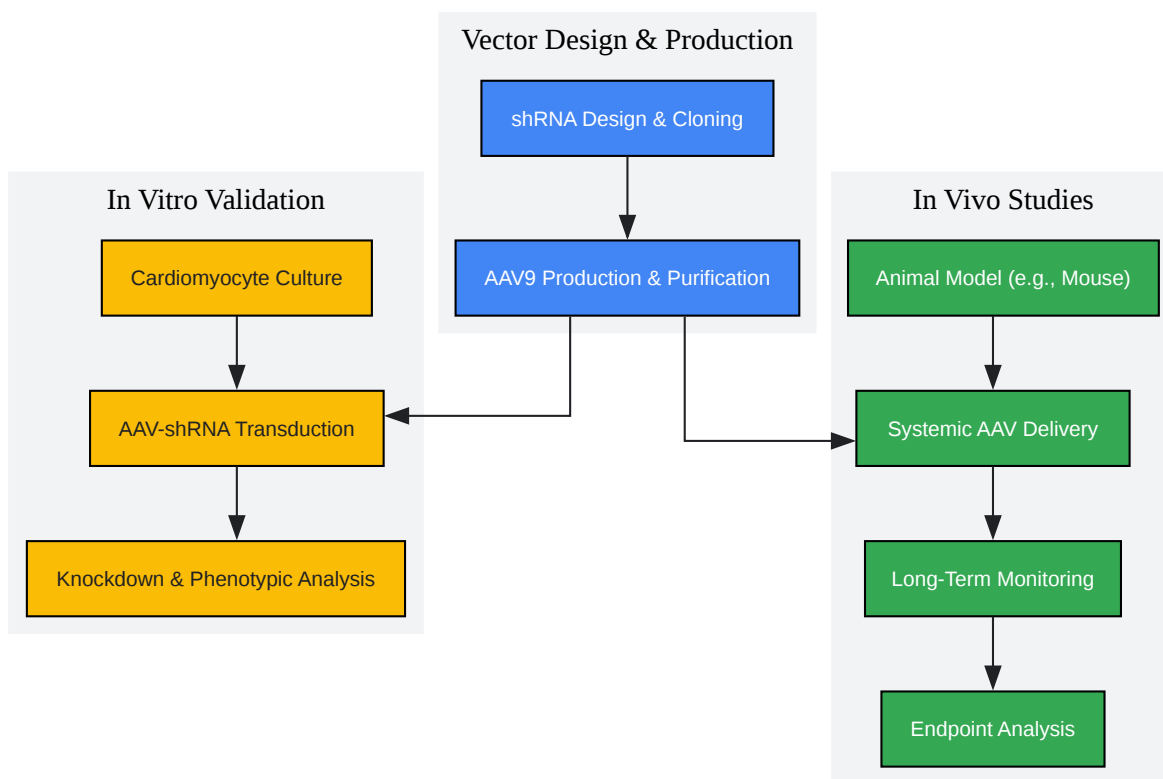 Vector Design & Production
shRNA Design & Cloning
AAV9 Production & Purification
In Vitro Validation
Cardiomyocyte Culture
AAV-shRNA Transduction
Knockdown & Phenotypic Analysis
In Vivo Studies
Animal Model (e.g., Mouse)
Systemic AAV Delivery
Long-Term Monitoring
Endpoint Analysis